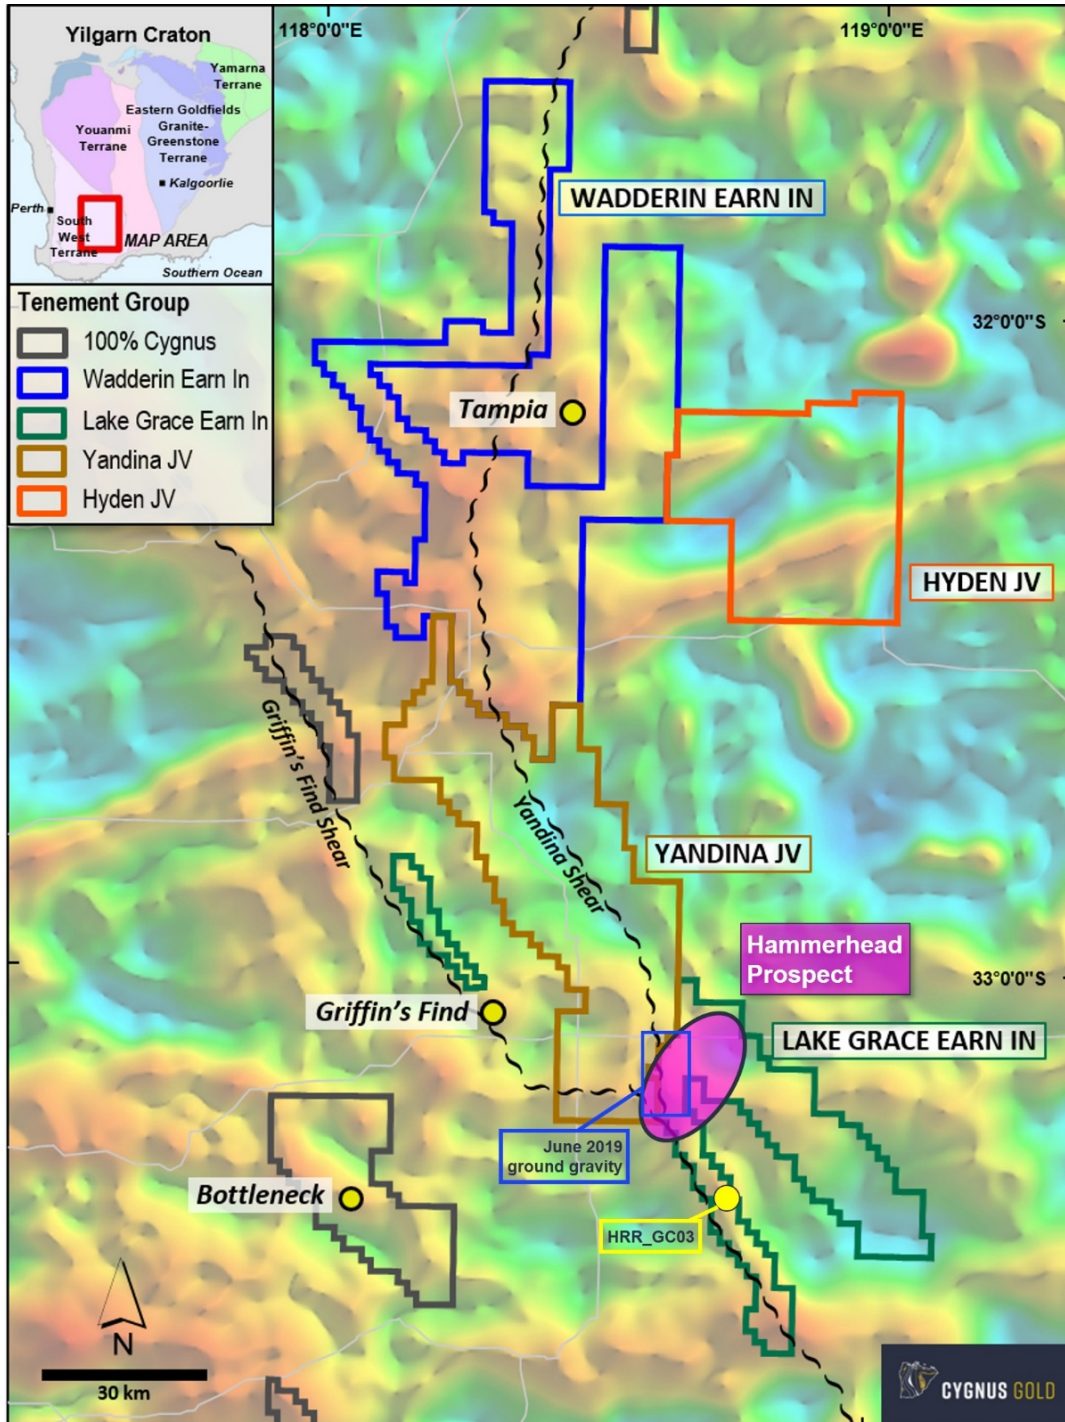 118°0'0"E
119°0'0"E
Yilgarn Craton
Yamarna
Terrane
Eastern Goldfields
Granite-
Greenstone
Terrane
Youanmi
Terrane
Kalgoorlie
Perth
South
West
Terrane
MAP AREA
Southern Ocean
Tenement Group
100% Cygnus
Wadderin Earn In
Lake Grace Earn In
Yandina JV
Hyden JV
WADDERIN EARN IN
32°0'0"S
Tampia
HYDEN JV
Griffin's Find Shear
Yandina Shear
YANDINA JV
Hammerhead
Prospect
33°0'0"S
Griffin's Find
LAKE GRACE EARN IN
June 2019
ground gravity
Bottleneck
HRR_GC03
N
30 km
CYGNUS GOLD